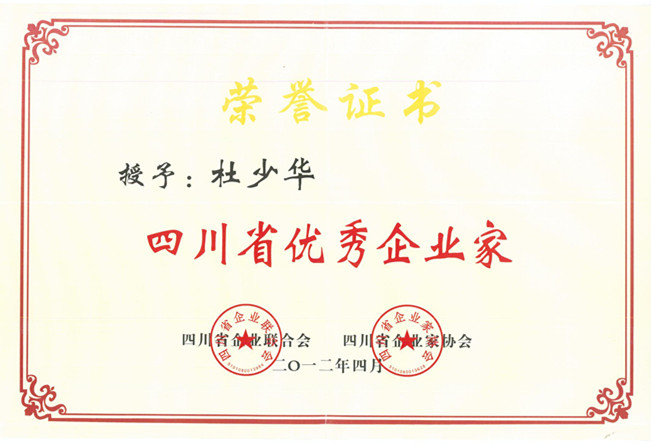 荣誉证书
授予：杜少华
四川省优秀企业家
四川省企业联合会 四川省企业家协会
二〇一二年四月